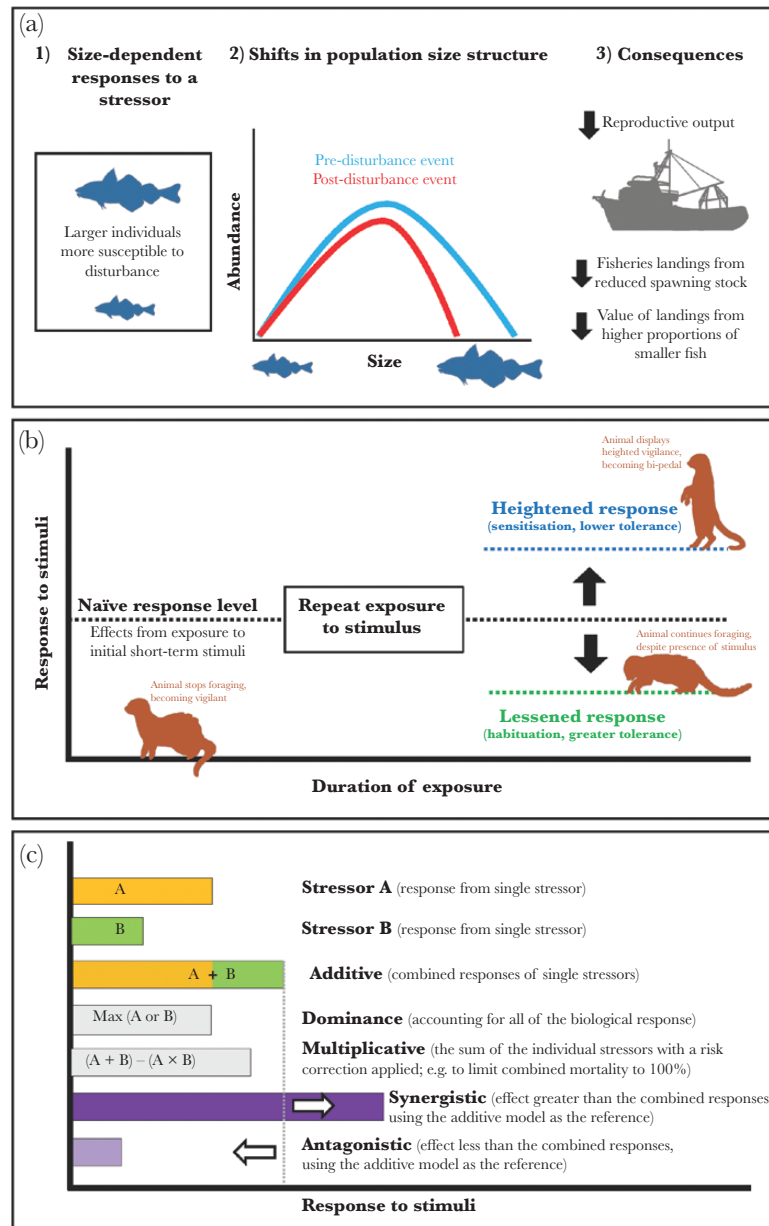 (a)
1) Size-dependent
responses to a
stressor
Larger individuals
more susceptible to
disturbance
2) Shifts in population size structure
Pre-disturbance event
Post-disturbance event
Abundance
Size
3) Consequences
Reproductive output
Fisheries landings from
reduced spawning stock
Value of landings from
higher proportions of
smaller fish
(b)
Response to stimuli
Naïve response level
Effects from exposure to
initial short-term stimuli
Animal stops foraging,
becoming vigilant
Repeat exposure
to stimulus
Animal displays
heighted vigilance,
becoming bi-pedal
Heightened response
(sensitisation, lower tolerance)
Animal continues foraging,
despite presence of stimulus
Lessened response
(habituation, greater tolerance)
Duration of exposure
(c)
A
Stressor A (response from single stressor)
B
Stressor B (response from single stressor)
A + B
Additive (combined responses of single stressors)
Max (A or B)
Dominance (accounting for all of the biological response)
(A + B) – (A × B)
Multiplicative (the sum of the individual stressors with a risk
correction applied; e.g. to limit combined mortality to 100%)
Synergistic (effect greater than the combined responses
using the additive model as the reference)
Antagonistic (effect less than the combined responses,
using the additive model as the reference)
Response to stimuli